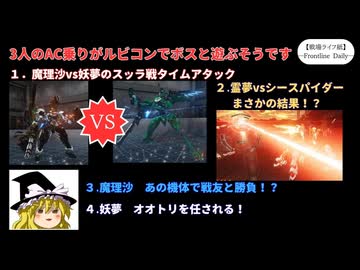 3人のAC乗りがルビコンでボスと遊ぶそうです
【戦場ライフ紙】
―Frontline Daily―
1．魔理沙vs妖夢のスッラ戦タイムアタック
VS
2.霊夢vsシースパイダー
まさかの結果！？
3.魔理沙　あの機体で戦友と勝負！？
4.妖夢　オオトリを任される！